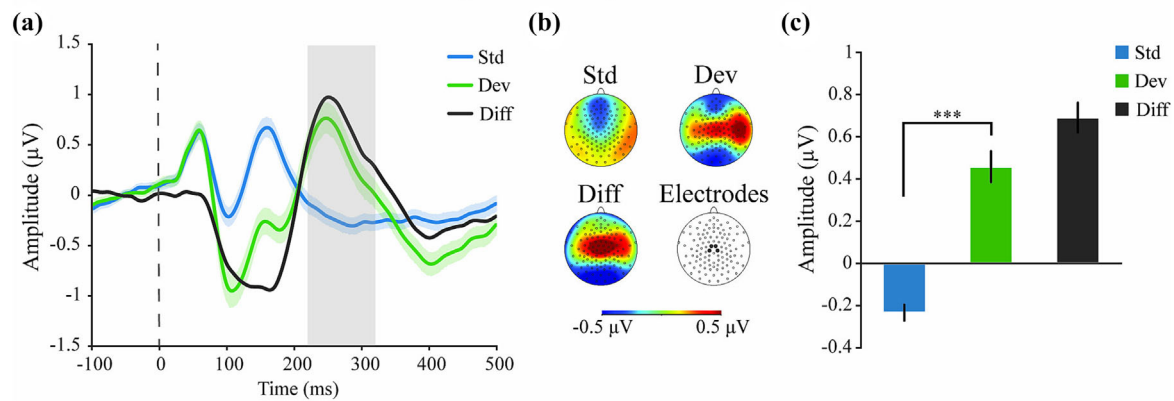 (a)
1.5
1
0.5
0
-0.5
-1
-1.5
Amplitude (µV)
-100 0 100 200 300 400 500
Time (ms)
Std
Dev
Diff
(b)
Std Dev
Diff Electrodes
-0.5 µV 0.5 µV
(c)
1
0.8
0.6
0.4
0.2
0
-0.2
-0.4
Amplitude (µV)
***
Std
Dev
Diff